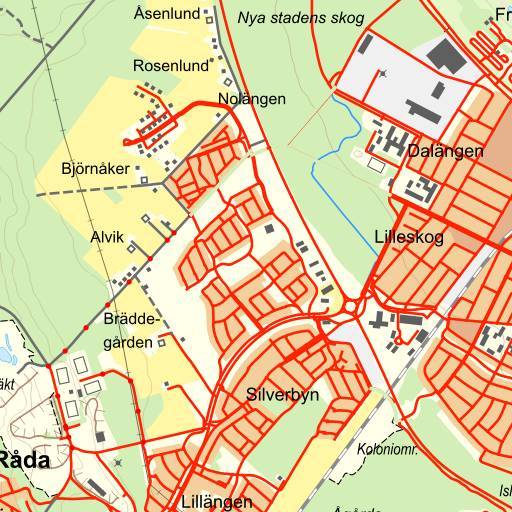 Åsenlund
Nya stadens skog
Fr
Rosenlund
Nolängen
Dalängen
Björnåker
Alvik
Lilleskog
Brädde-
gården
äkt
Silverbyn
Råda
Koloniomr.
Lillängen
Isl